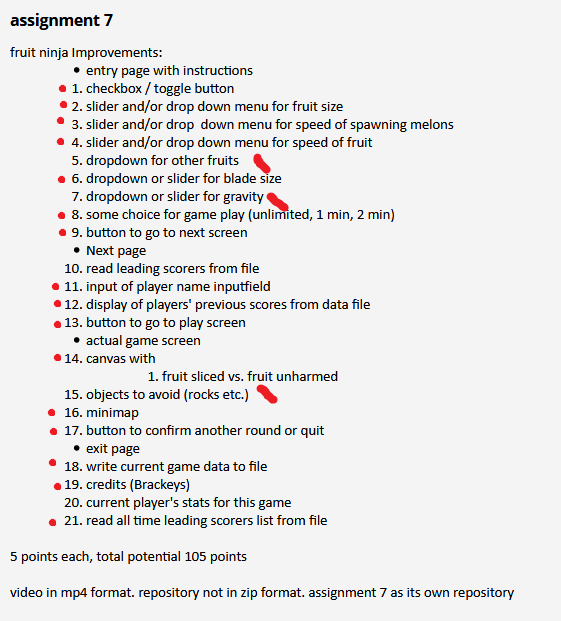 assignment 7
fruit ninja Improvements:
• entry page with instructions
1. checkbox / toggle button
2. slider and/or drop down menu for fruit size
3. slider and/or drop  down menu for speed of spawning melons
4. slider and/or drop down menu for speed of fruit
5. dropdown for other fruits
6. dropdown or slider for blade size
7. dropdown or slider for gravity
8. some choice for game play (unlimited, 1 min, 2 min)
9. button to go to next screen
• Next page
10. read leading scorers from file
11. input of player name inputfield
12. display of players' previous scores from data file
13. button to go to play screen
• actual game screen
14. canvas with
1. fruit sliced vs. fruit unharmed
15. objects to avoid (rocks etc.)
16. minimap
17. button to confirm another round or quit
• exit page
18. write current game data to file
19. credits (Brackeys)
20. current player's stats for this game
21. read all time leading scorers list from file
5 points each, total potential 105 points
video in mp4 format. repository not in zip format. assignment 7 as its own repository